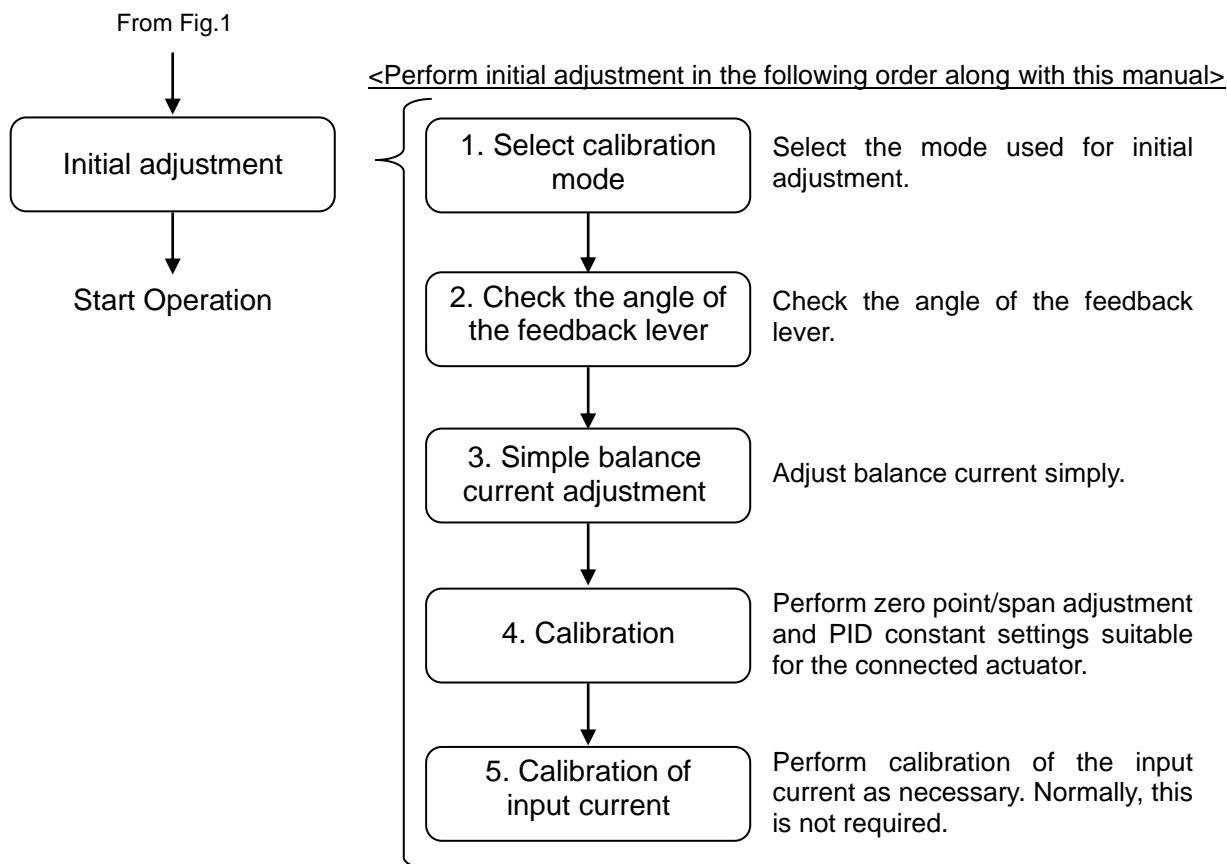 From Fig.1
Initial adjustment
Start Operation
<Perform initial adjustment in the following order along with this manual>
1. Select calibration
mode
Select the mode used for initial
adjustment.
2. Check the angle of
the feedback lever
Check the angle of the feedback
lever.
3. Simple balance
current adjustment
Adjust balance current simply.
4. Calibration
Perform zero point/span adjustment
and PID constant settings suitable
for the connected actuator.
5. Calibration of
input current
Perform calibration of the input
current as necessary. Normally, this
is not required.